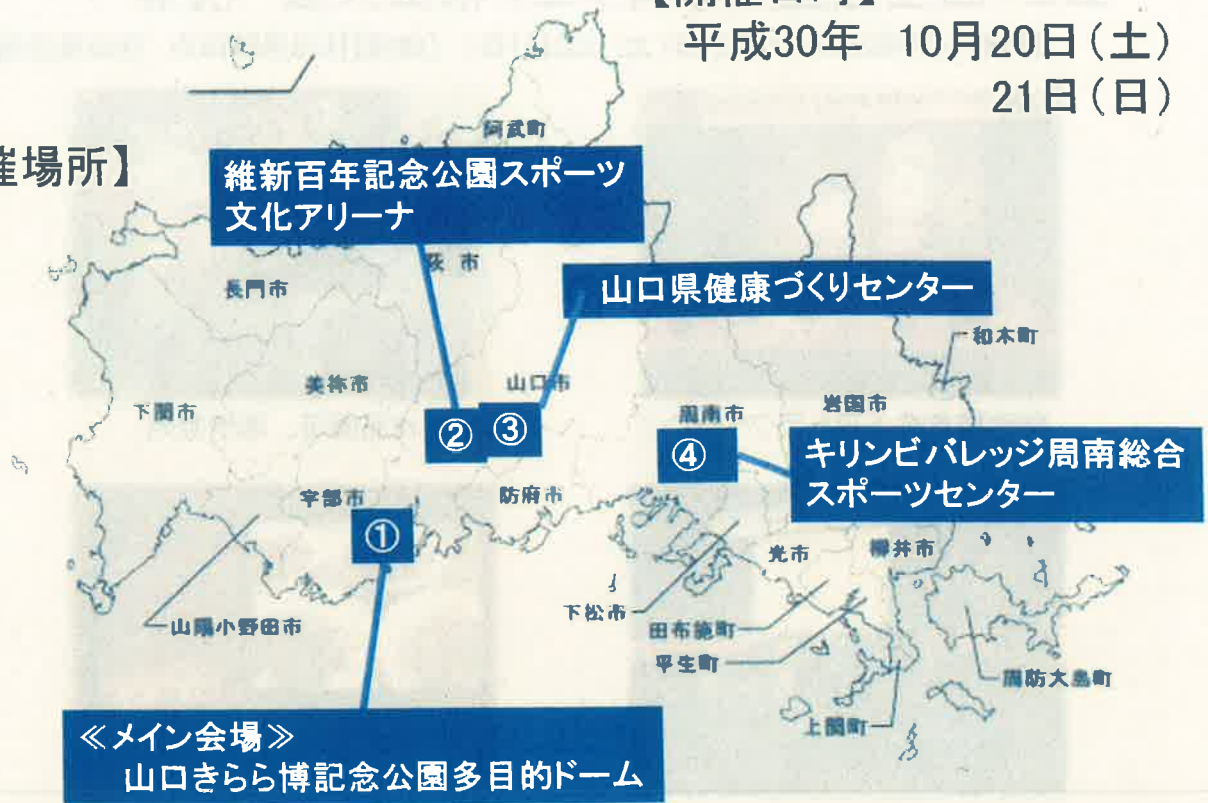 【開催日時】
平成30年 10月20日(土)
21日(日)
催場所】
阿武町
維新百年記念公園スポーツ
文化アリーナ
萩市
長門市
山口県健康づくりセンター
和木町
美祢市
山口市
岩国市
下関市
周南市
②
③
④
キリンビバレッジ周南総合
スポーツセンター
宇部市
防府市
①
光市
柳井市
下松市
山陽小野田市
田布施町
平生町
周防大島町
上関町
≪メイン会場≫
山口きらら博記念公園多目的ドーム